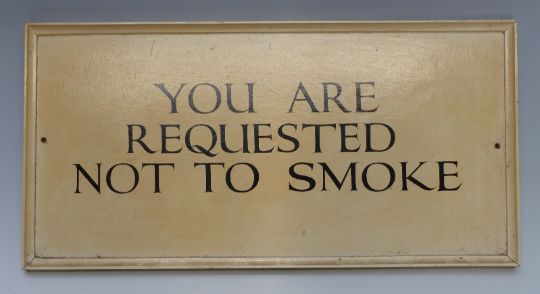 YOU ARE
REQUESTED
NOT TO SMOKE